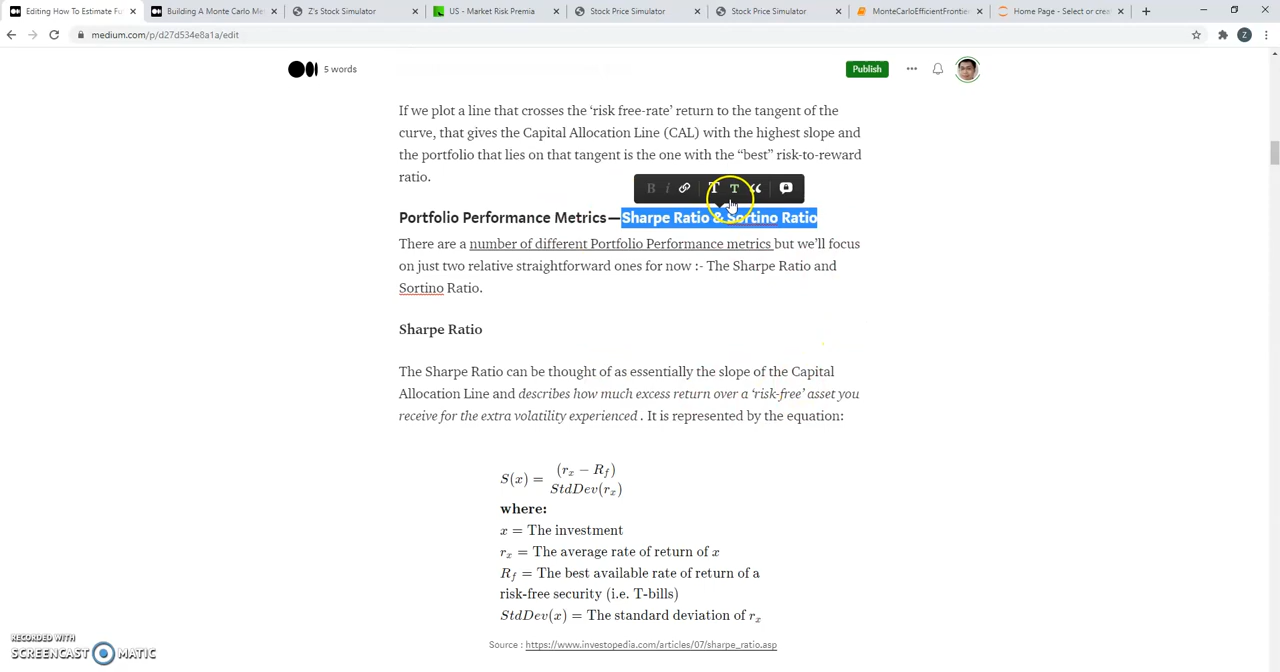 Editing How To Estimate Fu
Building A Monte Carlo Me
Z's Stock Simulator
US - Market Risk Premia
Stock Price Simulator
Stock Price Simulator
MonteCarloEfficientFrontie
Home Page - Select or crea
medium.com/p/d27d534e8a1a/edit
Z
5 words
Publish
If we plot a line that crosses the ‘risk free-rate’ return to the tangent of the
curve, that gives the Capital Allocation Line (CAL) with the highest slope and
the portfolio that lies on that tangent is the one with the “best” risk-to-reward
ratio.
B i T T
Portfolio Performance Metrics — Sharpe Ratio & Sortino Ratio
There are a number of different Portfolio Performance metrics but we’ll focus
on just two relative straightforward ones for now :- The Sharpe Ratio and
Sortino Ratio.
Sharpe Ratio
The Sharpe Ratio can be thought of as essentially the slope of the Capital
Allocation Line and describes how much excess return over a ‘risk-free’ asset you
receive for the extra volatility experienced . It is represented by the equation:
S(x) = (r_x − R_f) / StdDev(r_x)
where:
x = The investment
r_x = The average rate of return of x
R_f = The best available rate of return of a
risk-free security (i.e. T-bills)
StdDev(x) = The standard deviation of r_x
Source : https://www.investopedia.com/articles/07/sharpe_ratio.asp
RECORDED WITH
SCREENCAST MATIC